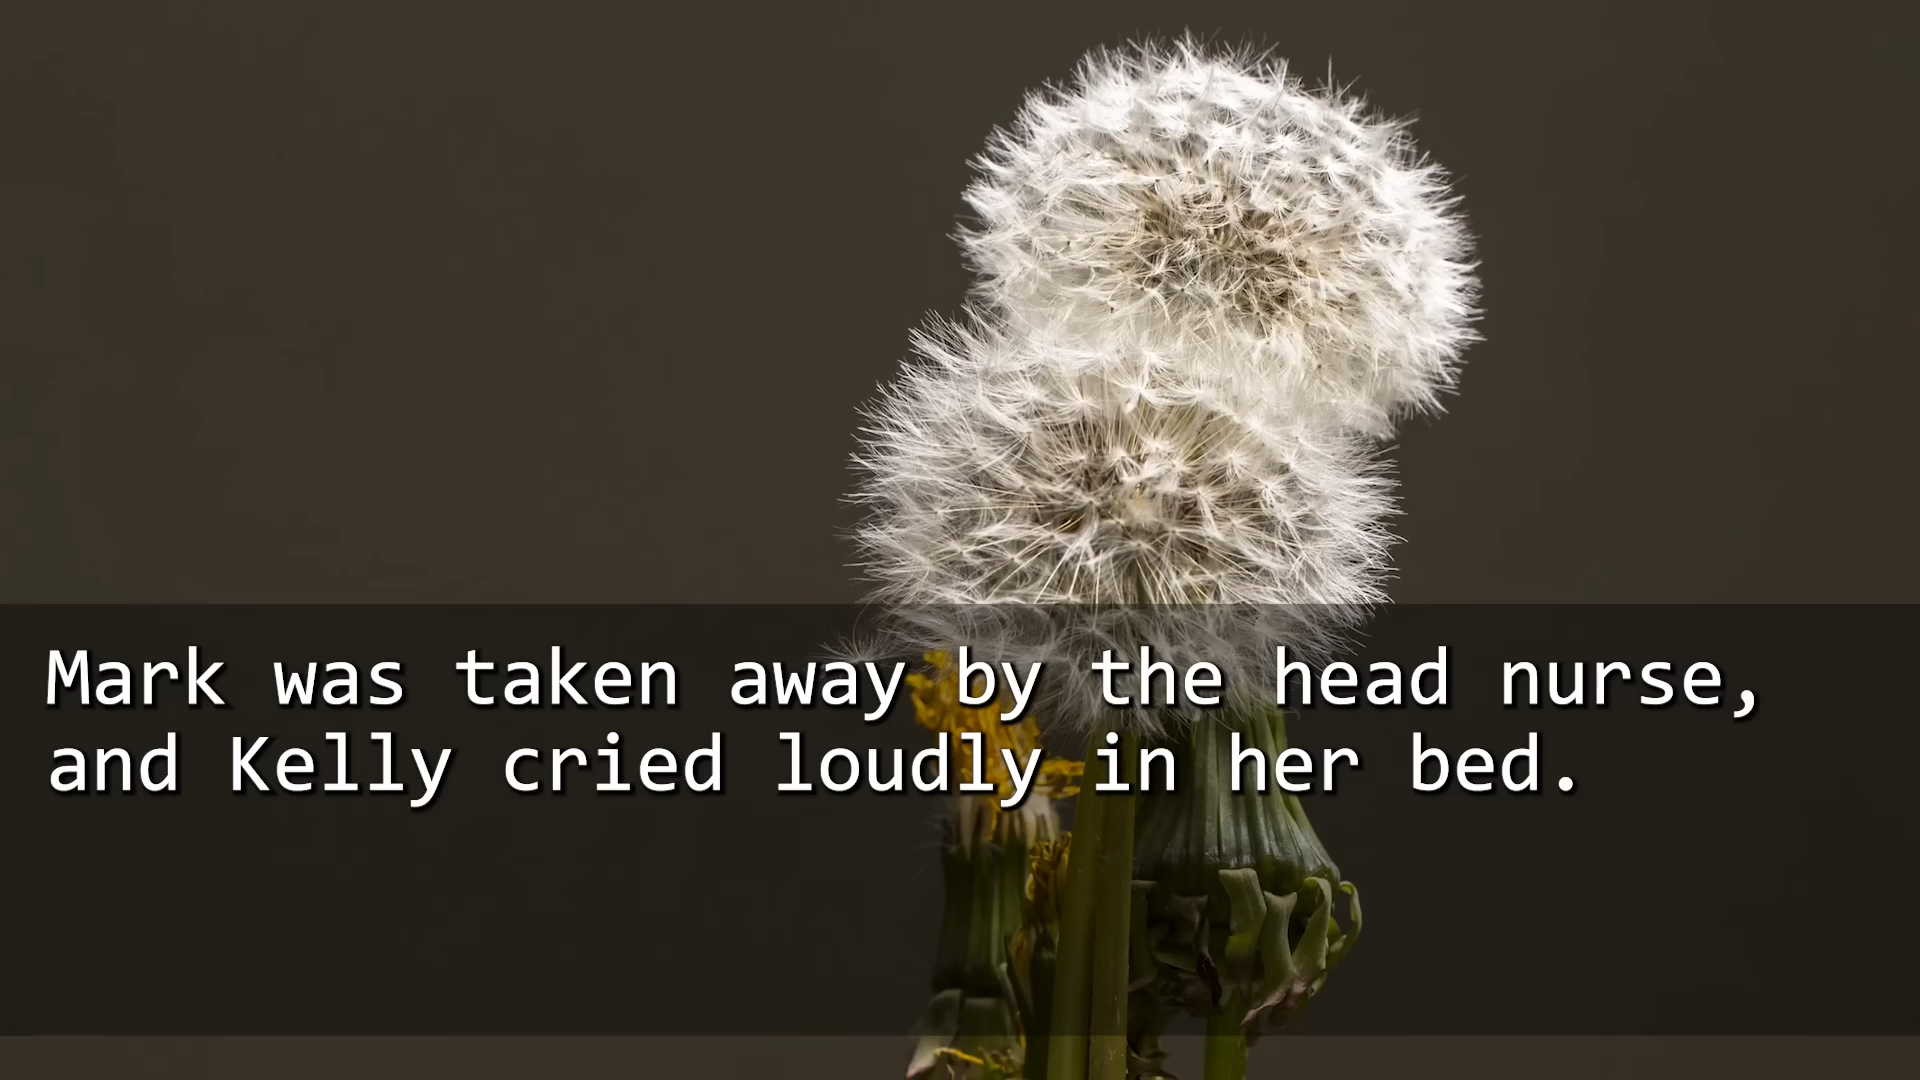 Mark was taken away by the head nurse,
and Kelly cried loudly in her bed.